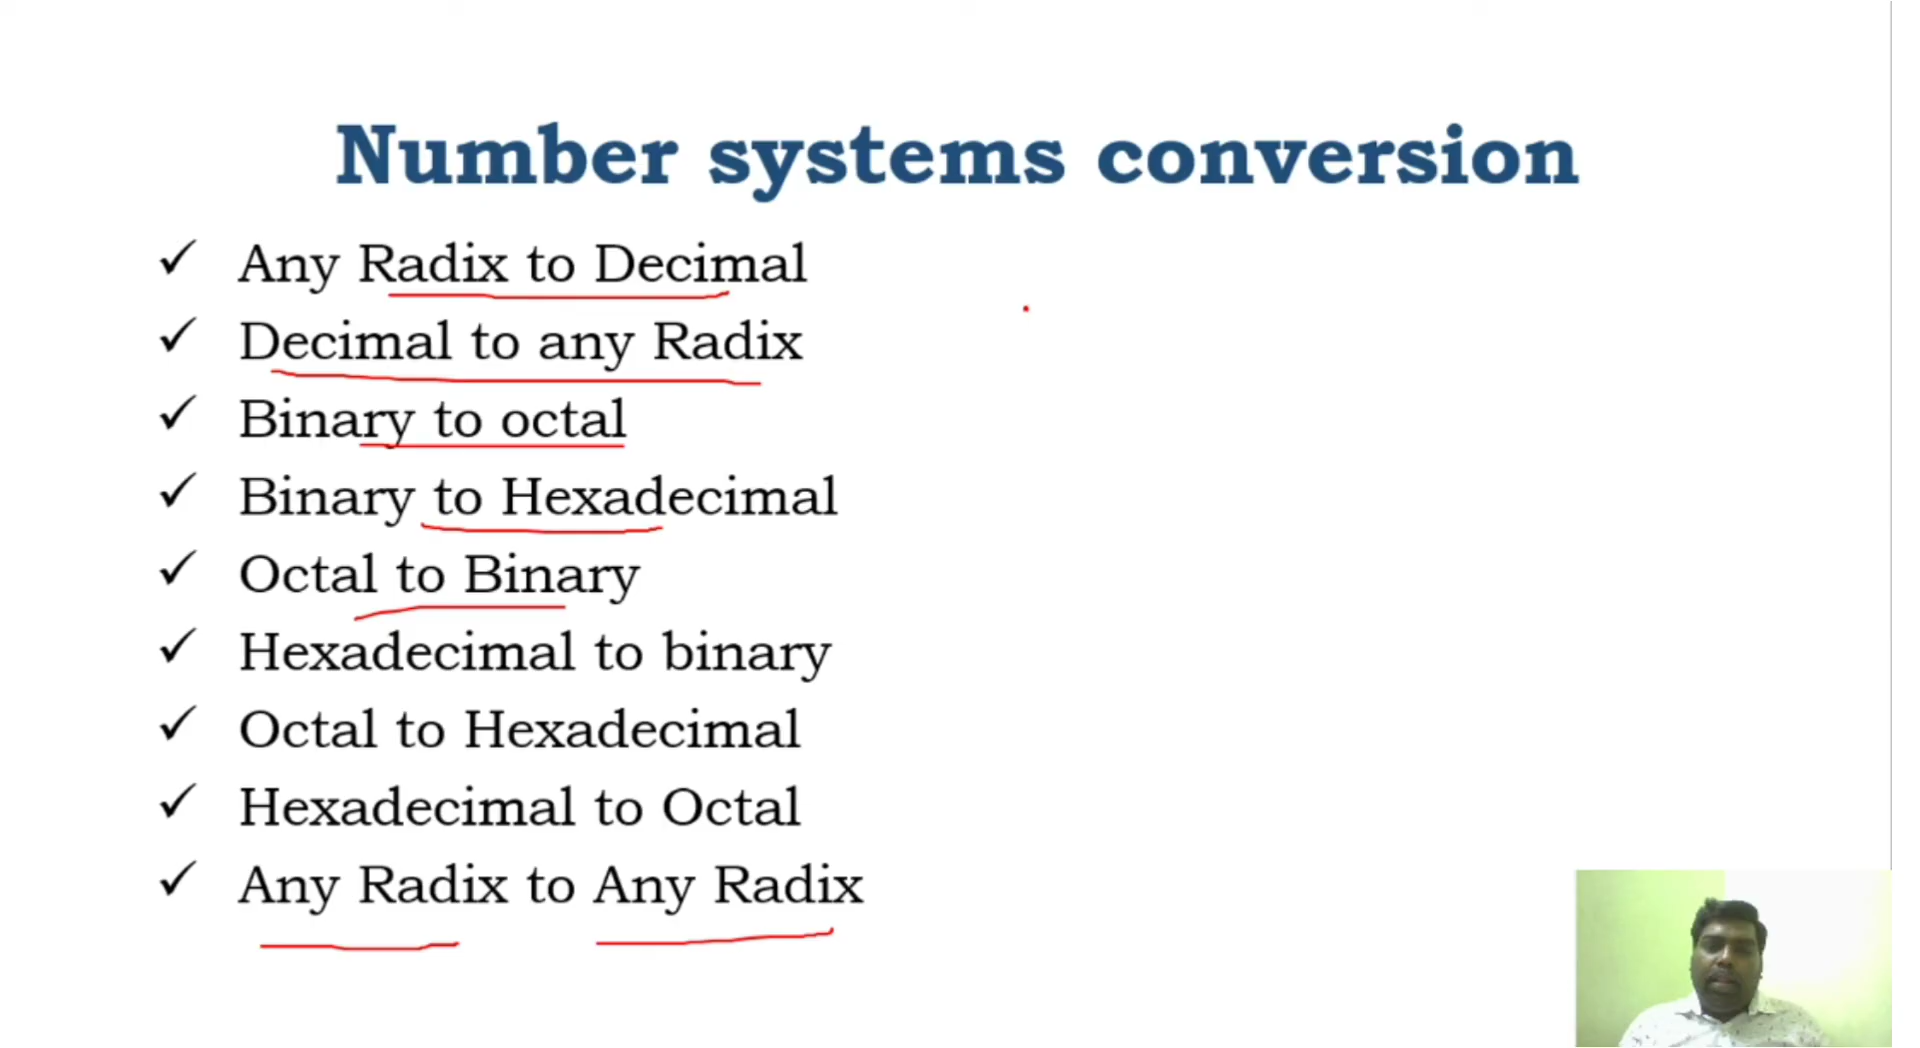 Number systems conversion
Any Radix to Decimal
Decimal to any Radix
Binary to octal
Binary to Hexadecimal
Octal to Binary
Hexadecimal to binary
Octal to Hexadecimal
Hexadecimal to Octal
Any Radix to Any Radix